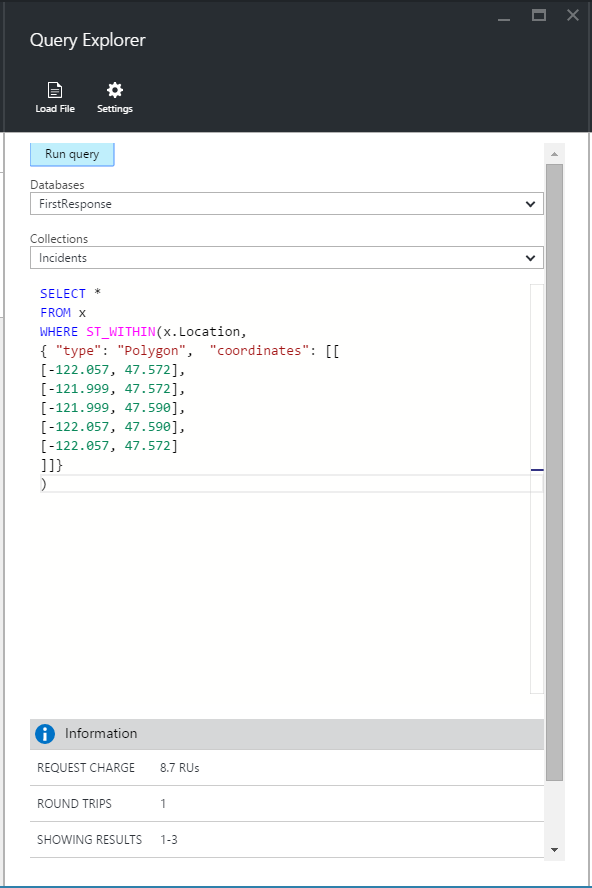 Query Explorer
Load File Settings
Run query
Databases
FirstResponse
Collections
Incidents
SELECT *
FROM x
WHERE ST_WITHIN(x.Location,
{ "type": "Polygon",  "coordinates": [[
[-122.057, 47.572],
[-121.999, 47.572],
[-121.999, 47.590],
[-122.057, 47.590],
[-122.057, 47.572]
]]}
)
Information
REQUEST CHARGE 8.7 RUs
ROUND TRIPS 1
SHOWING RESULTS 1-3